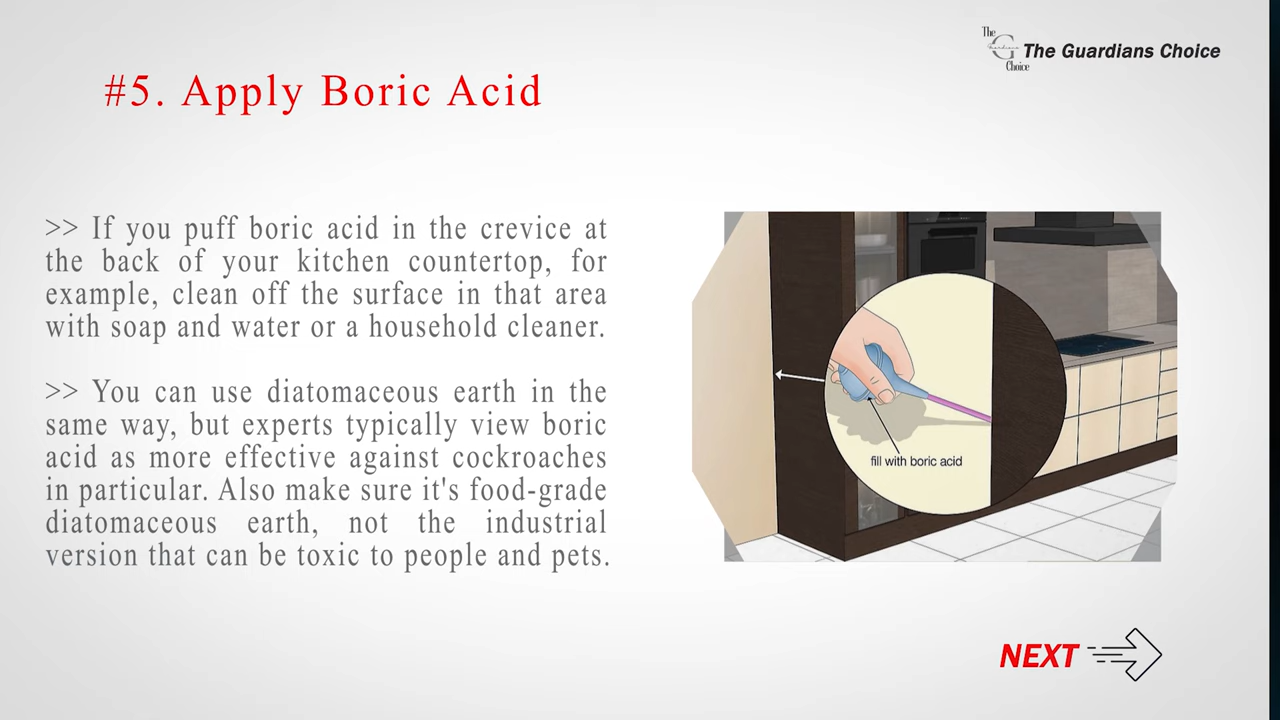 The
G
Guardians
Choice
The Guardians Choice
#5. Apply Boric Acid
>> If you puff boric acid in the crevice at
the back of your kitchen countertop, for
example, clean off the surface in that area
with soap and water or a household cleaner.
>> You can use diatomaceous earth in the
same way, but experts typically view boric
acid as more effective against cockroaches
in particular. Also make sure it's food-grade
diatomaceous earth, not the industrial
version that can be toxic to people and pets.
fill with boric acid
NEXT